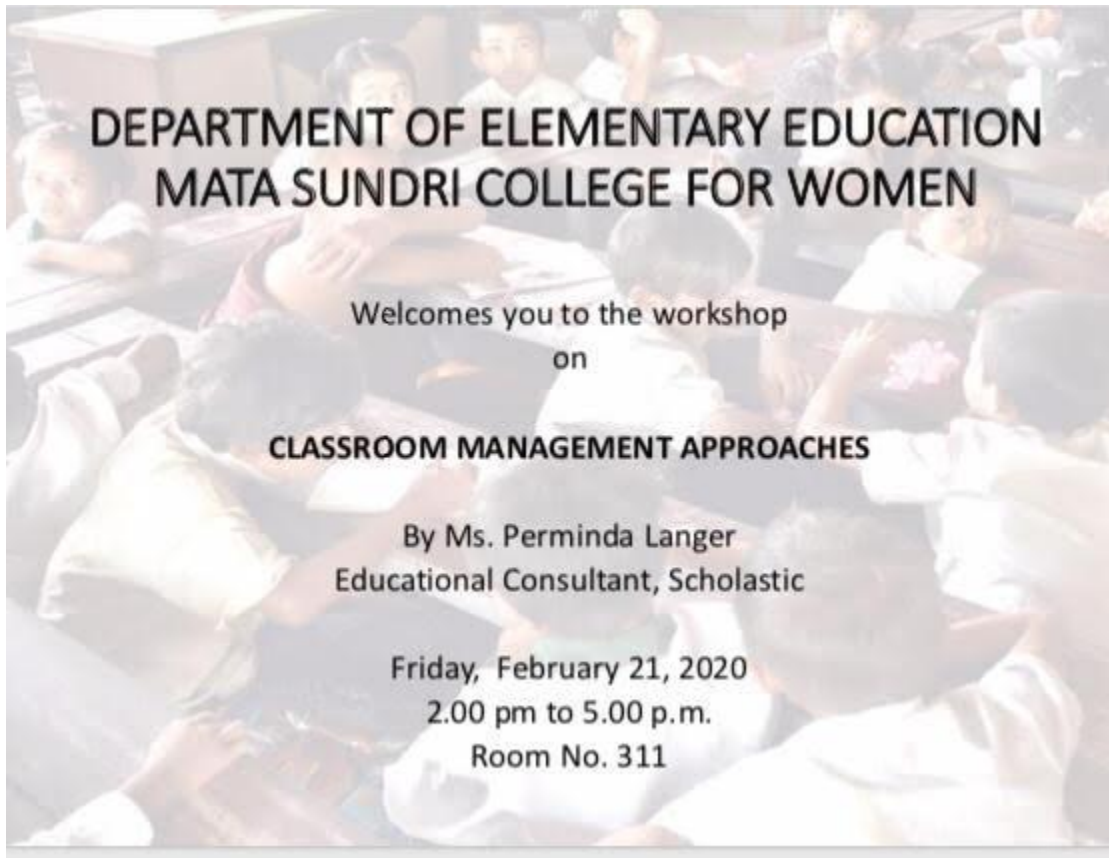 DEPARTMENT OF ELEMENTARY EDUCATION
MATA SUNDRI COLLEGE FOR WOMEN
Welcomes you to the workshop
on
CLASSROOM MANAGEMENT APPROACHES
By Ms. Perminda Langer
Educational Consultant, Scholastic
Friday, February 21, 2020
2.00 pm to 5.00 p.m.
Room No. 311